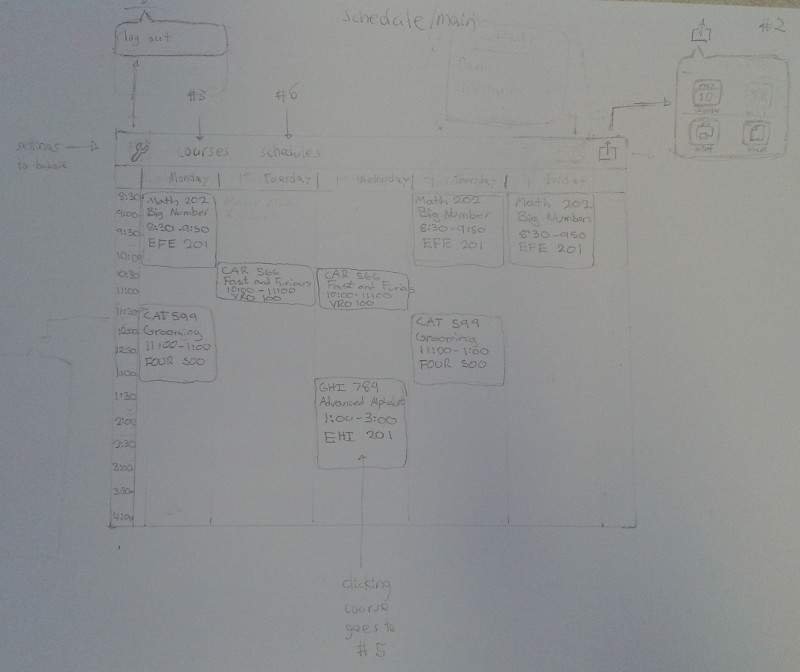 Schedule/main
#2
log out
#3
#6
settings
to bubble
courses
schedules
Monday
Tuesday
Wednesday
Thursday
Friday
8:30
9:00
9:30
10:00
10:30
11:00
11:30
12:00
12:30
1:00
1:30
2:00
2:30
3:00
3:30
4:00
Math 202
Big Number
8:30-9:50
EFE 201
CAT 599
Grooming
11:00-1:00
FOUR 500
CAR 566
Fast and Furious
10:00-11:00
VRO 100
CAR 566
Fast and Furious
10:00-11:00
VRO 100
GHI 789
Advanced Alphabet
1:00-3:00
EHI 201
Math 202
Big Number
8:30-9:50
EFE 201
CAT 599
Grooming
11:00-1:00
FOUR 500
Math 202
Big Numbers
8:30-9:50
EFE 201
clicking
course
goes to
#5